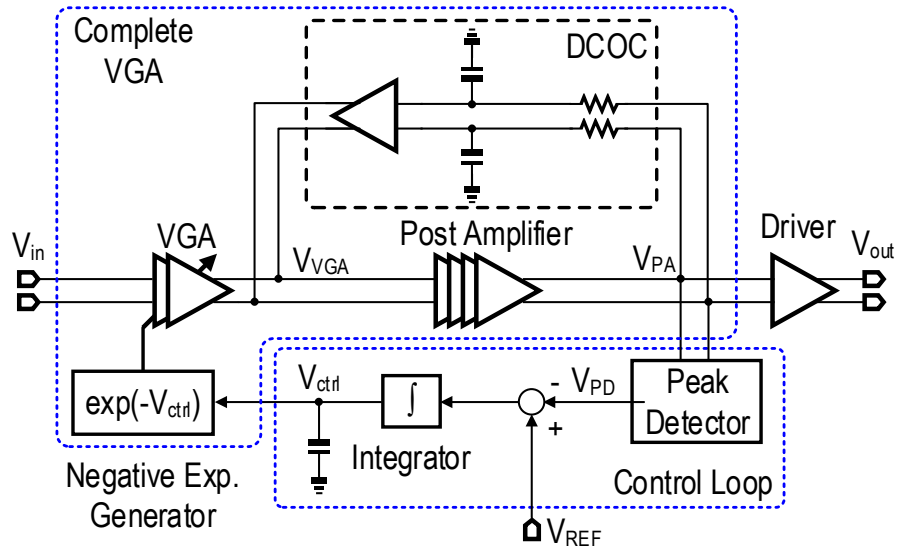 Complete
VGA
DCOC
Vin
VGA
VVGA
Post Amplifier
VPA
Driver
Vout
exp(-Vctrl)
Vctrl
∫
-
+
VPD
Peak
Detector
Integrator
Negative Exp.
Generator
Control Loop
VREF